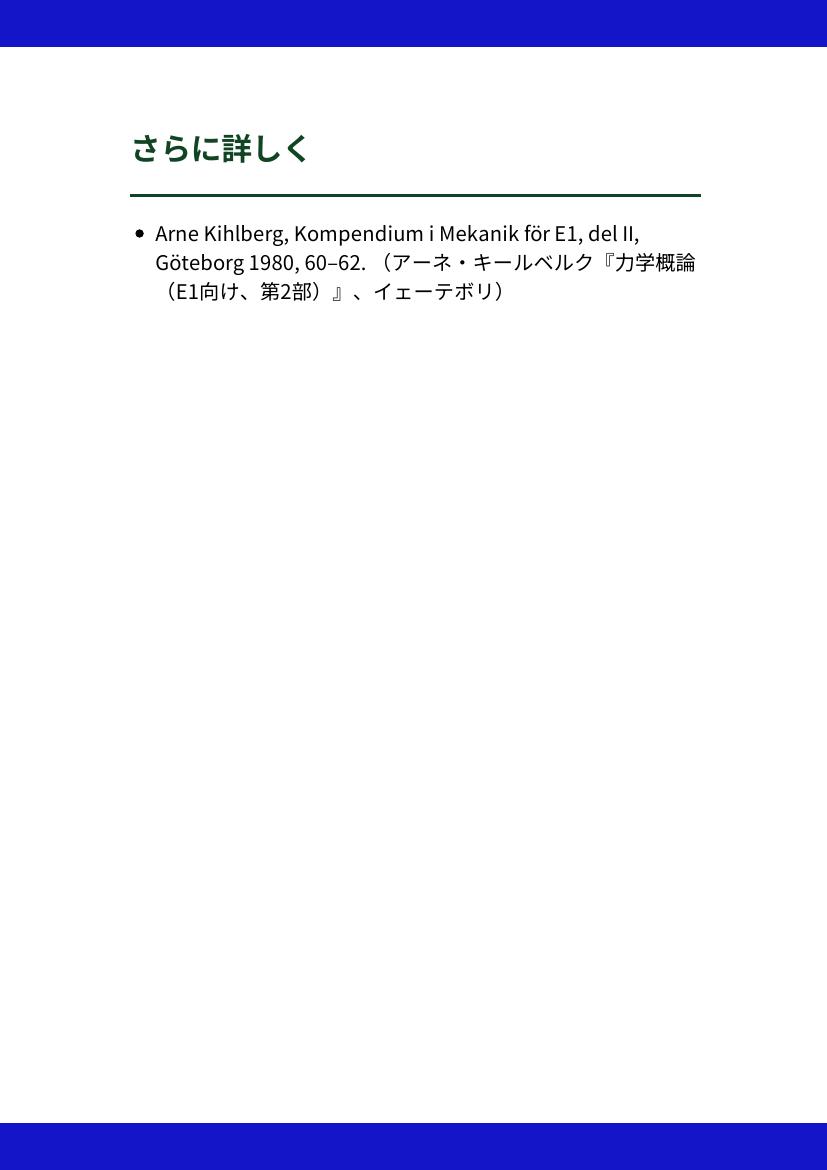 さらに詳しく
• Arne Kihlberg, Kompendium i Mekanik för E1, del II,
Göteborg 1980, 60–62. （アーネ・キールベルク『力学概論
（E1向け、第2部）』、イェーテボリ）